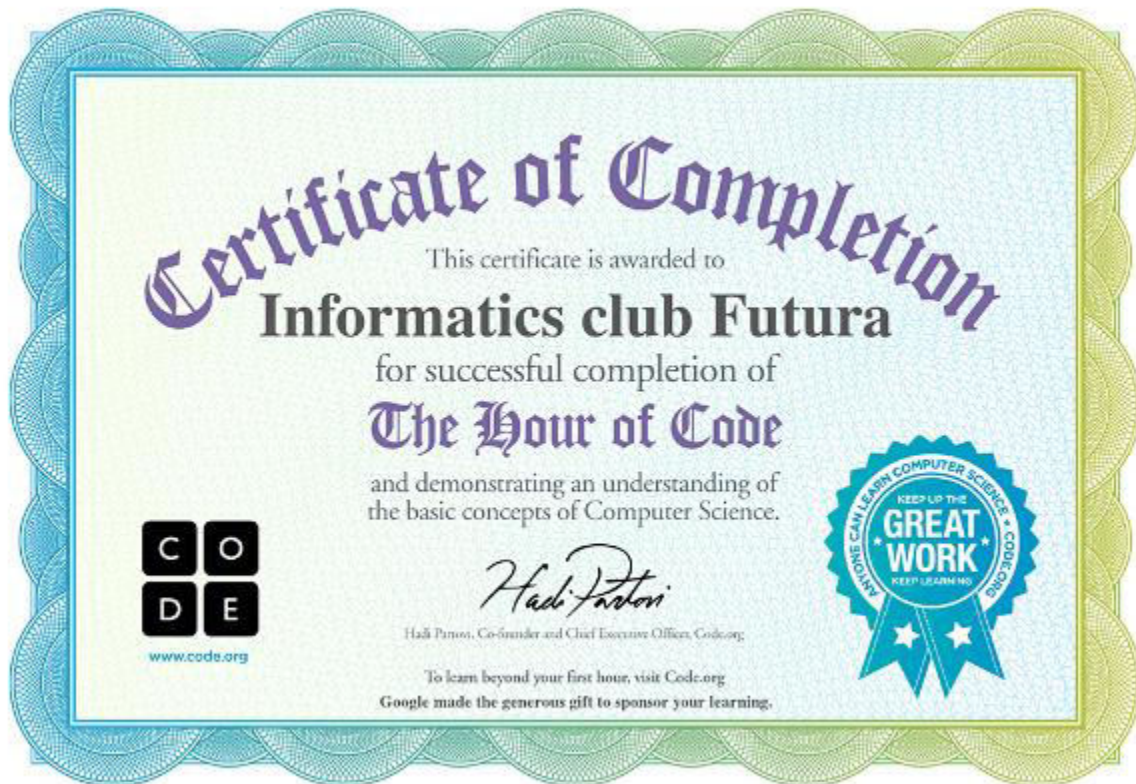 Certificate of Completion
This certificate is awarded to
Informatics club Futura
for successful completion of
The Hour of Code
and demonstrating an understanding of
the basic concepts of Computer Science.
C O
D E
www.code.org
Hadi Partovi
Hadi Partovi, Co-founder and Chief Executive Officer, Code.org
To learn beyond your first hour, visit Code.org
Google made the generous gift to sponsor your learning.
ANYONE CAN LEARN COMPUTER SCIENCE • CODE.ORG
KEEP UP THE
GREAT
WORK
KEEP LEARNING